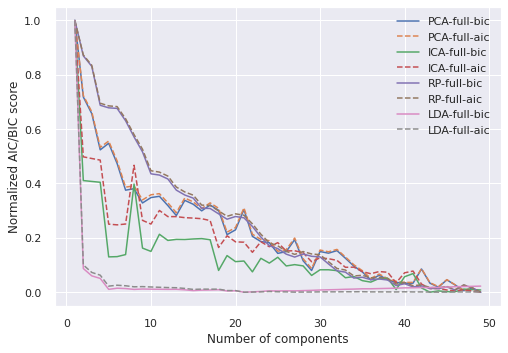 Normalized AIC/BIC score
1.0
0.8
0.6
0.4
0.2
0.0
0
10
20
30
40
50
Number of components
PCA-full-bic
PCA-full-aic
ICA-full-bic
ICA-full-aic
RP-full-bic
RP-full-aic
LDA-full-bic
LDA-full-aic